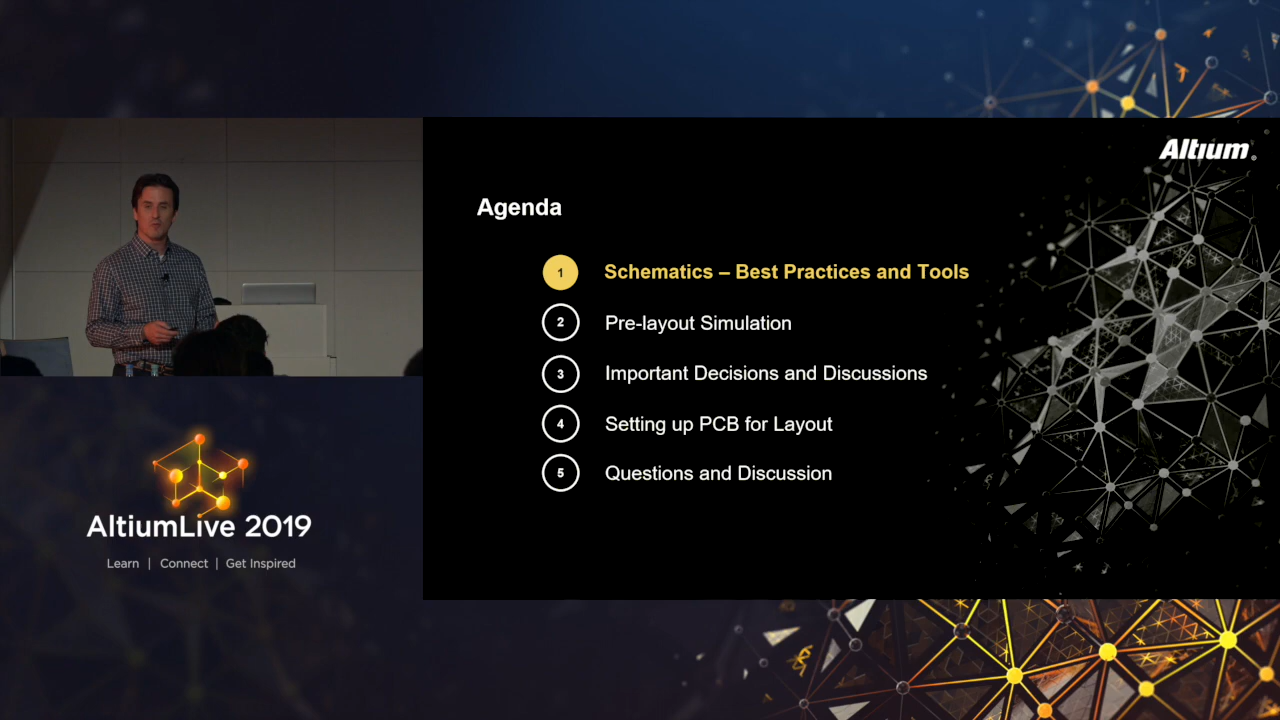 Altium
Agenda
1 Schematics – Best Practices and Tools
2 Pre-layout Simulation
3 Important Decisions and Discussions
4 Setting up PCB for Layout
5 Questions and Discussion
AltiumLive 2019
Learn | Connect | Get Inspired